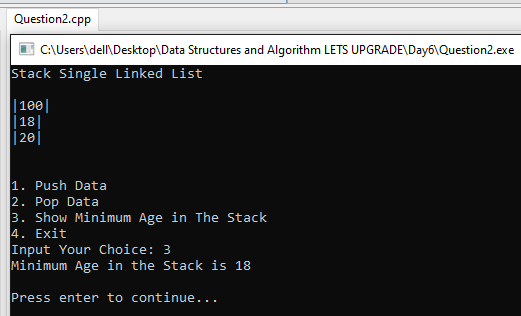 Question2.cpp
C:\Users\dell\Desktop\Data Structures and Algorithm LETS UPGRADE\Day6\Question2.exe
Stack Single Linked List
|100|
|18|
|20|
1. Push Data
2. Pop Data
3. Show Minimum Age in The Stack
4. Exit
Input Your Choice: 3
Minimum Age in the Stack is 18
Press enter to continue...